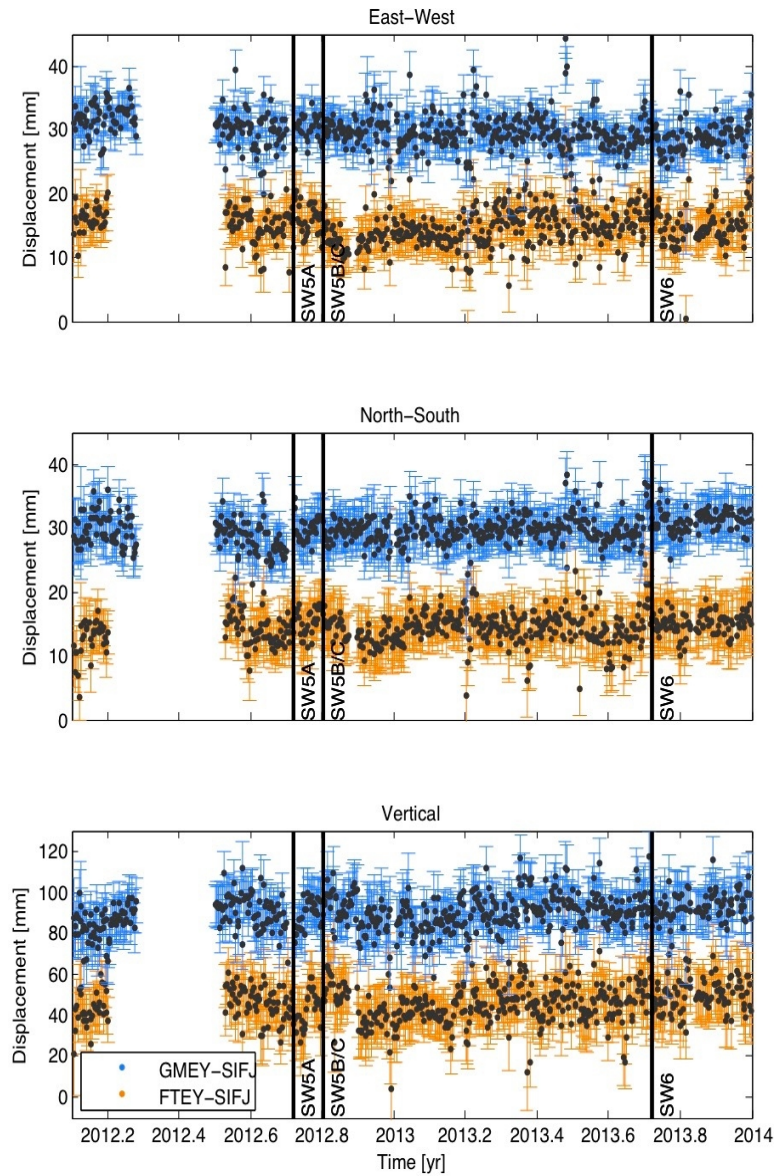 East−West
Displacement [mm]
40
30
20
10
0
SW5A
SW5B/C
SW6
North−South
Displacement [mm]
40
30
20
10
0
SW5A
SW5B/C
SW6
Vertical
Displacement [mm]
120
100
80
60
40
20
0
GMEY−SIFJ
FTEY−SIFJ
SW5A
SW5B/C
SW6
2012.2 2012.4 2012.6 2012.8 2013 2013.2 2013.4 2013.6 2013.8 2014
Time [yr]